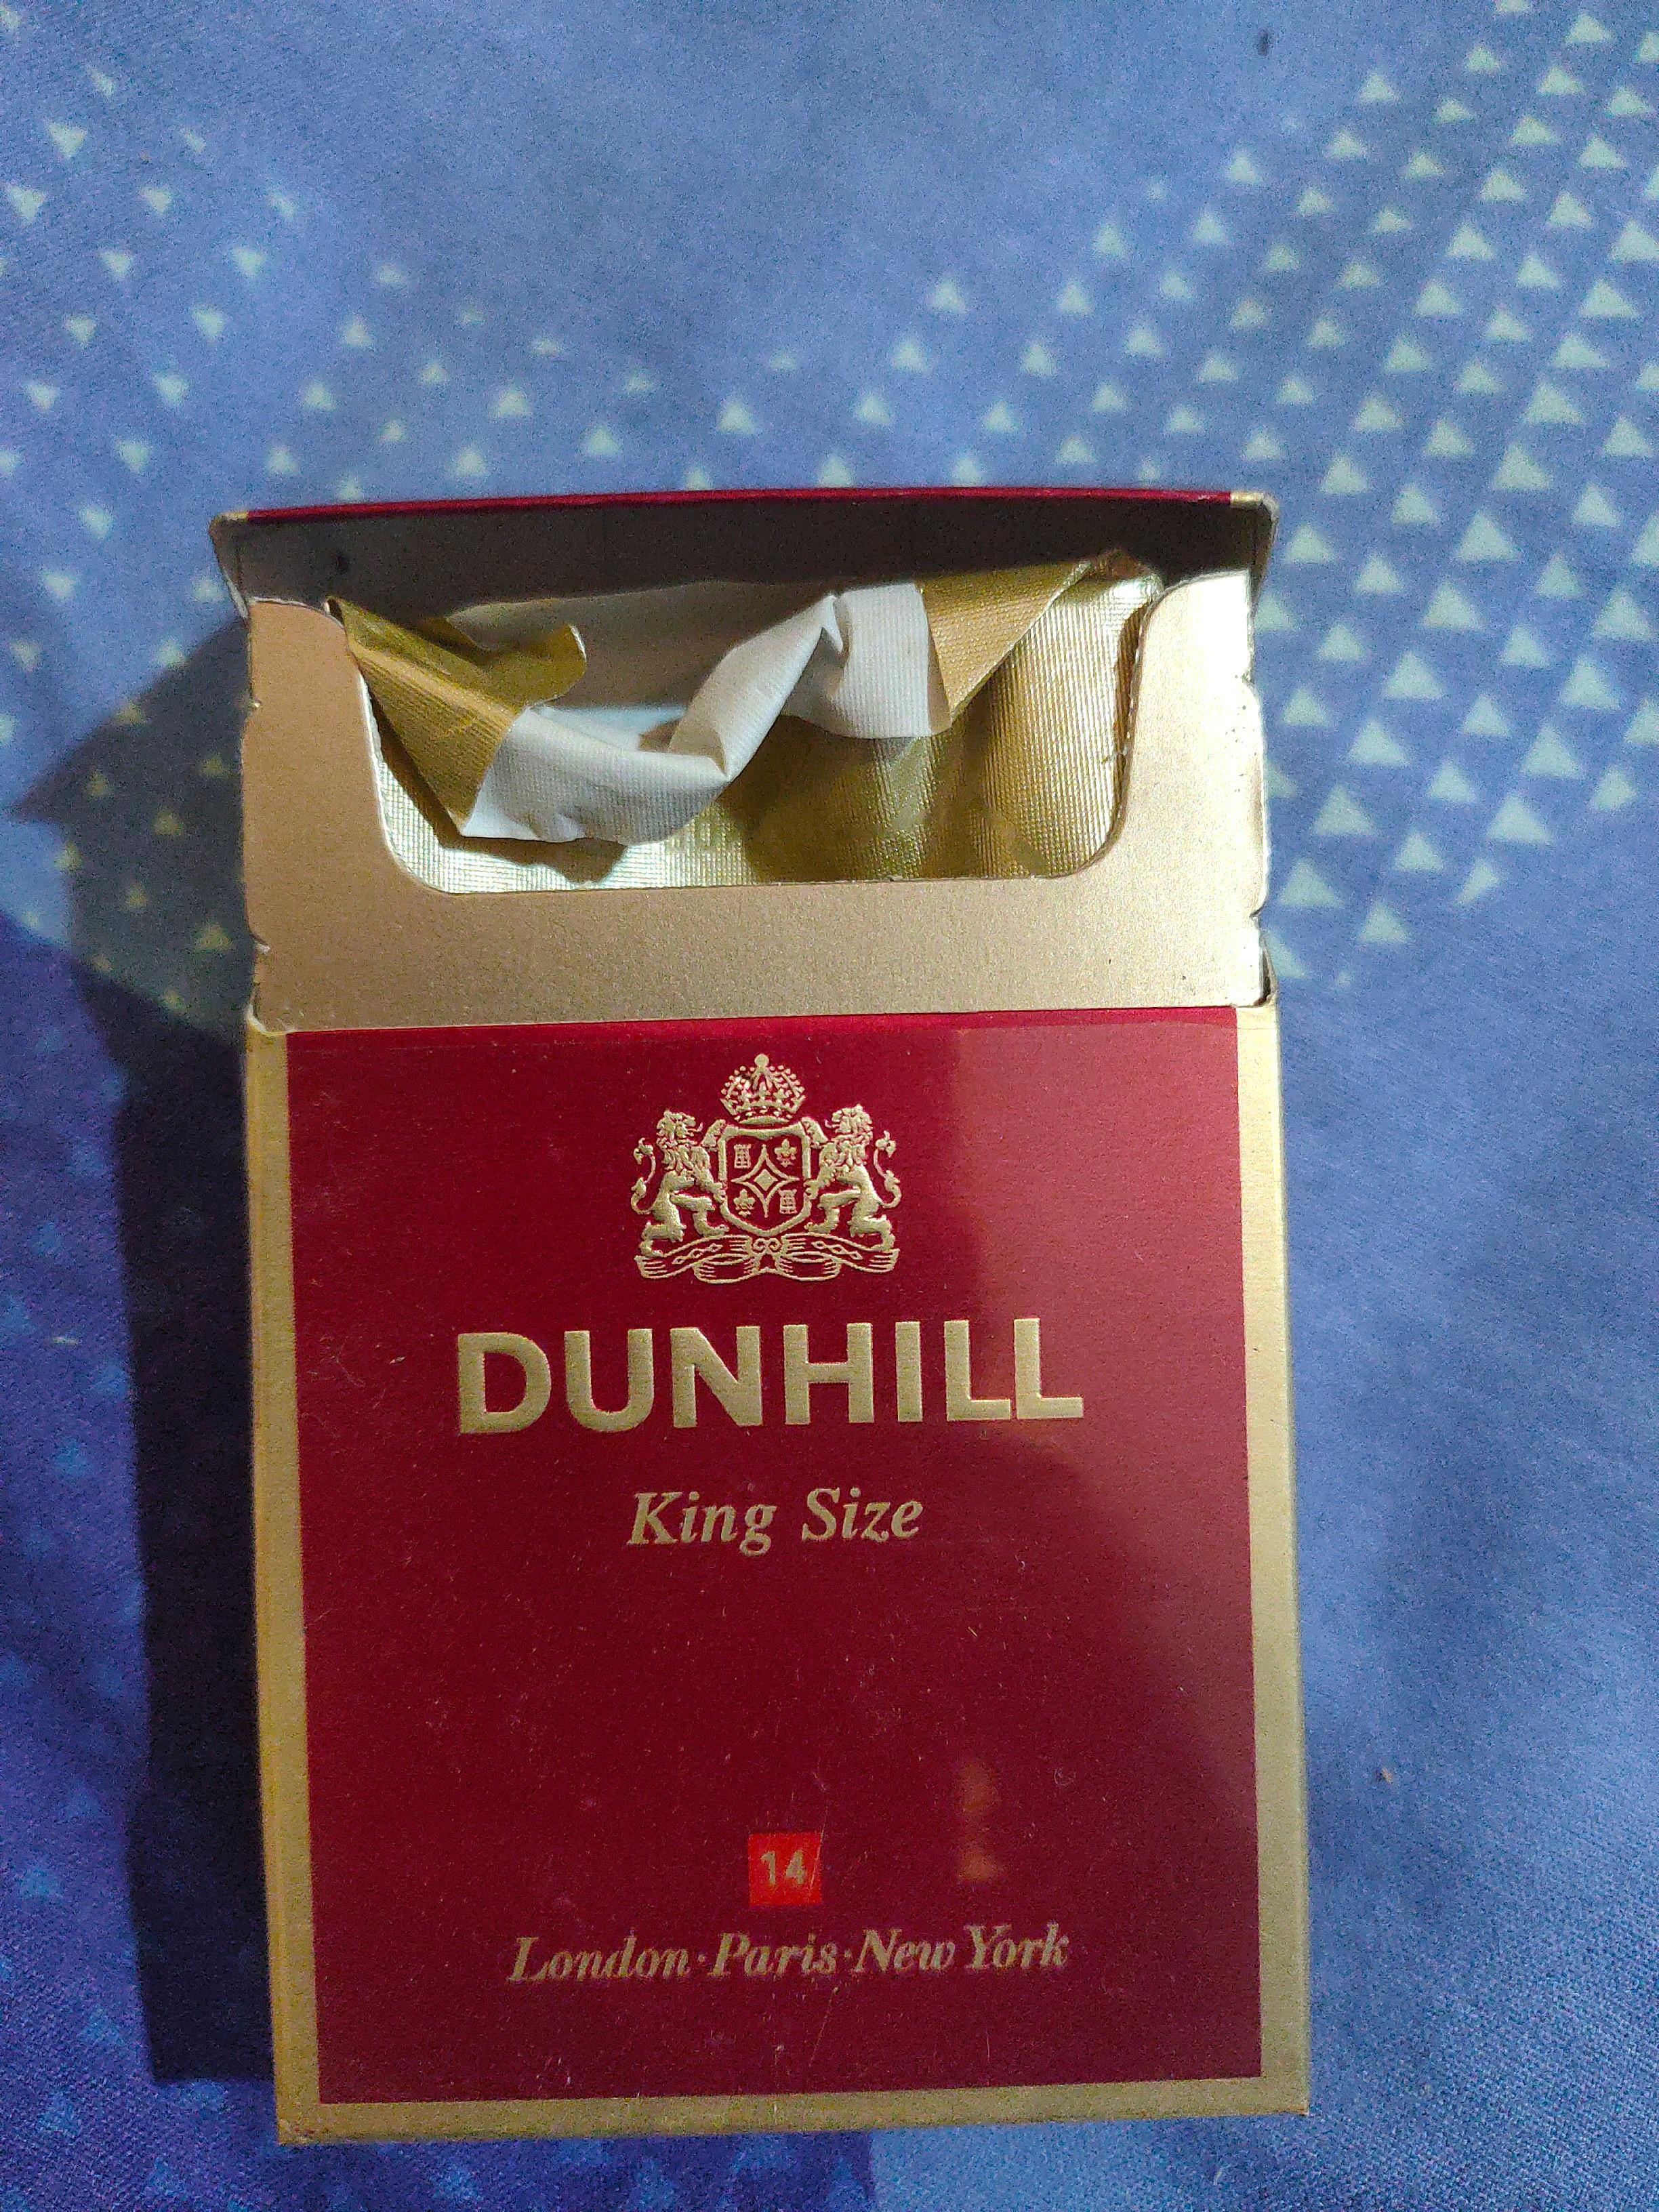 DUNHILL
King Size
14
London·Paris·New York